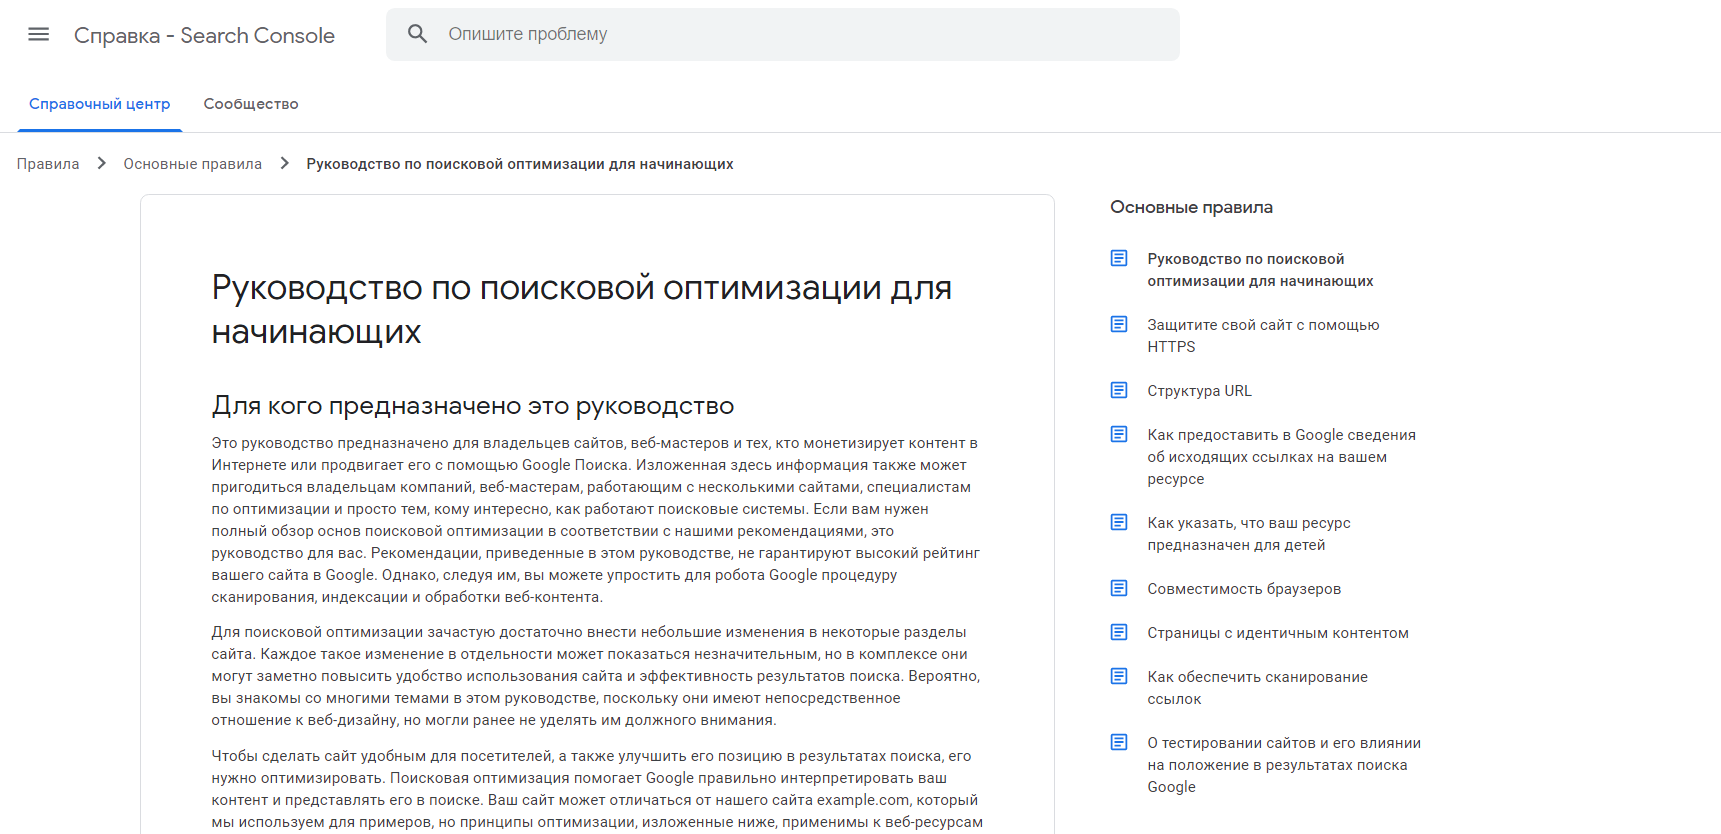 Справка - Search Console
Опишите проблему
Справочный центр
Сообщество
Правила
Основные правила
Руководство по поисковой оптимизации для начинающих
Руководство по поисковой оптимизации для
начинающих
Для кого предназначено это руководство
Это руководство предназначено для владельцев сайтов, веб-мастеров и тех, кто монетизирует контент в
Интернете или продвигает его с помощью Google Поиска. Изложенная здесь информация также может
пригодиться владельцам компаний, веб-мастерам, работающим с несколькими сайтами, специалистам
по оптимизации и просто тем, кому интересно, как работают поисковые системы. Если вам нужен
полный обзор основ поисковой оптимизации в соответствии с нашими рекомендациями, это
руководство для вас. Рекомендации, приведенные в этом руководстве, не гарантируют высокий рейтинг
вашего сайта в Google. Однако, следуя им, вы можете упростить для робота Google процедуру
сканирования, индексации и обработки веб-контента.
Для поисковой оптимизации зачастую достаточно внести небольшие изменения в некоторые разделы
сайта. Каждое такое изменение в отдельности может показаться незначительным, но в комплексе они
могут заметно повысить удобство использования сайта и эффективность результатов поиска. Вероятно,
вы знакомы со многими темами в этом руководстве, поскольку они имеют непосредственное
отношение к веб-дизайну, но могли ранее не уделять им должного внимания.
Чтобы сделать сайт удобным для посетителей, а также улучшить его позицию в результатах поиска, его
нужно оптимизировать. Поисковая оптимизация помогает Google правильно интерпретировать ваш
контент и представлять его в поиске. Ваш сайт может отличаться от нашего сайта example.com, который
мы используем для примеров, но принципы оптимизации, изложенные ниже, применимы к веб-ресурсам
Основные правила
Руководство по поисковой
оптимизации для начинающих
Защитите свой сайт с помощью
HTTPS
Структура URL
Как предоставить в Google сведения
об исходящих ссылках на вашем
ресурсе
Как указать, что ваш ресурс
предназначен для детей
Совместимость браузеров
Страницы с идентичным контентом
Как обеспечить сканирование
ссылок
О тестировании сайтов и его влиянии
на положение в результатах поиска
Google